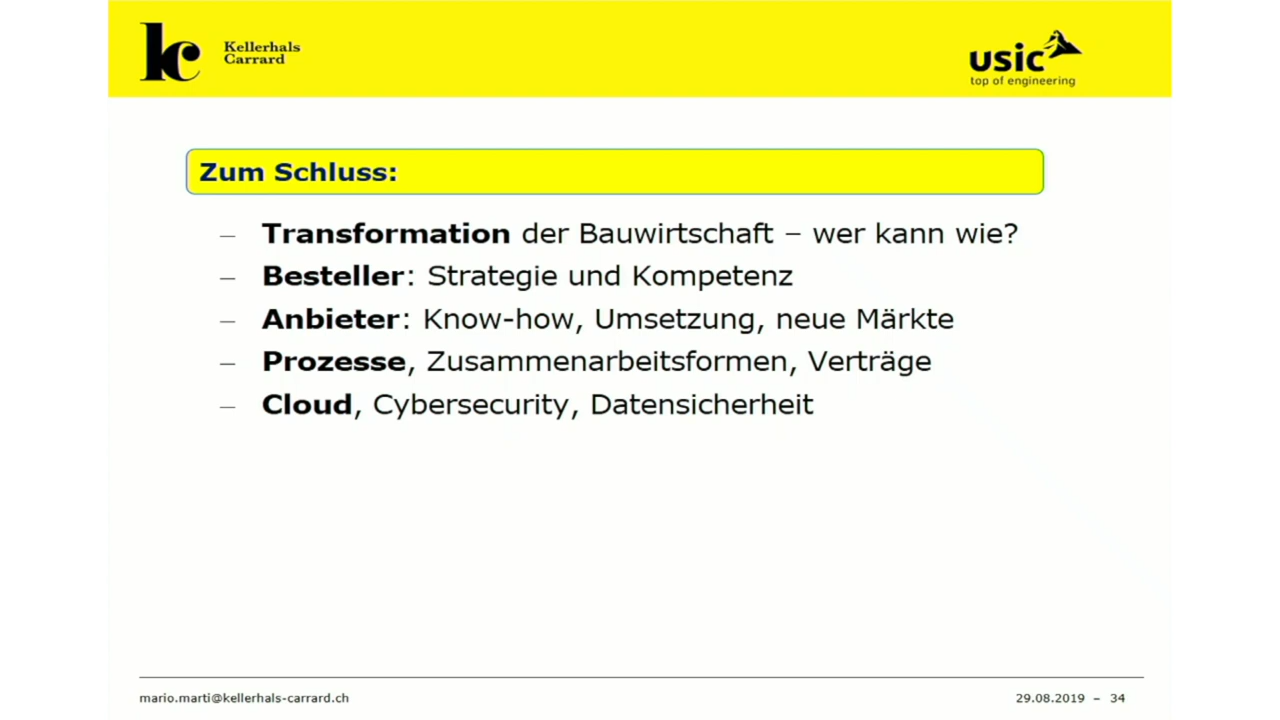 kc
Kellerhals
Carrard
usic
top of engineering
Zum Schluss:
– Transformation der Bauwirtschaft – wer kann wie?
– Besteller: Strategie und Kompetenz
– Anbieter: Know-how, Umsetzung, neue Märkte
– Prozesse, Zusammenarbeitsformen, Verträge
– Cloud, Cybersecurity, Datensicherheit
mario.marti@kellerhals-carrard.ch
29.08.2019 – 34